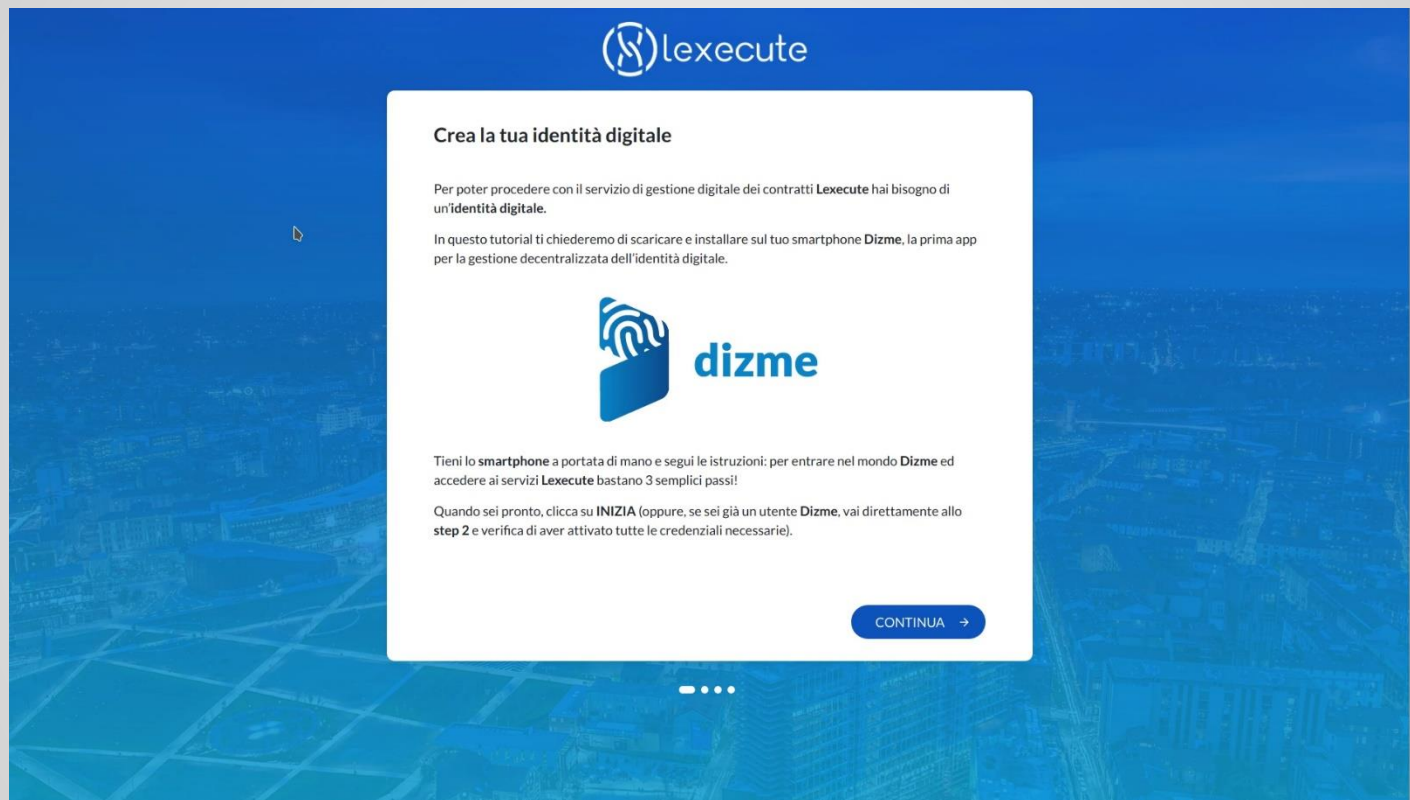 lexecute
Crea la tua identità digitale
Per poter procedere con il servizio di gestione digitale dei contratti Lexecute hai bisogno di
un'identità digitale.
In questo tutorial ti chiederemo di scaricare e installare sul tuo smartphone Dizme, la prima app
per la gestione decentralizzata dell'identità digitale.
dizme
Tieni lo smartphone a portata di mano e segui le istruzioni: per entrare nel mondo Dizme ed
accedere ai servizi Lexecute bastano 3 semplici passi!
Quando sei pronto, clicca su INIZIA (oppure, se sei già un utente Dizme, vai direttamente allo
step 2 e verifica di aver attivato tutte le credenziali necessarie).
CONTINUA →